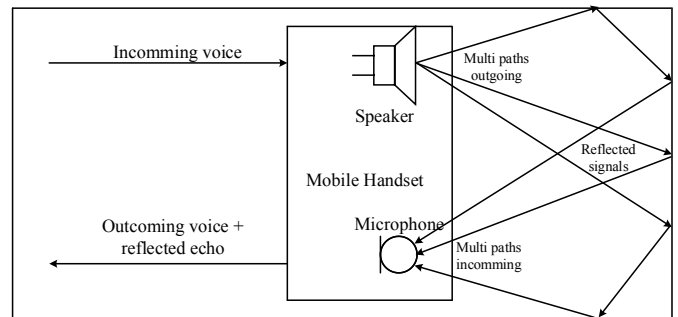 Incomming voice
Multi paths
outgoing
Speaker
Reflected
signals
Mobile Handset
Microphone
Outcoming voice +
reflected echo
Multi paths
incomming